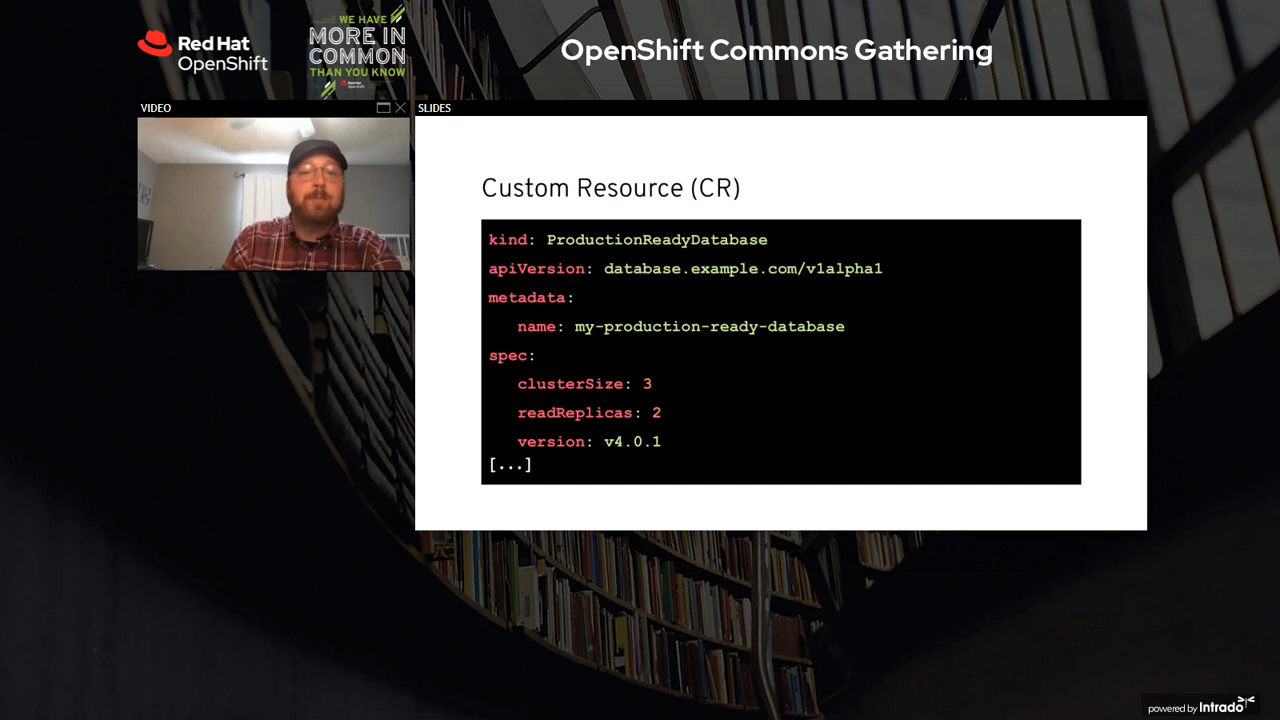 Red Hat
OpenShift
WE HAVE
MORE IN
COMMON
THAN YOU KNOW
OpenShift Commons Gathering
VIDEO
SLIDES
Custom Resource (CR)
kind: ProductionReadyDatabase
apiVersion: database.example.com/v1alpha1
metadata:
name: my-production-ready-database
spec:
clusterSize: 3
readReplicas: 2
version: v4.0.1
[...]
powered by Intrado